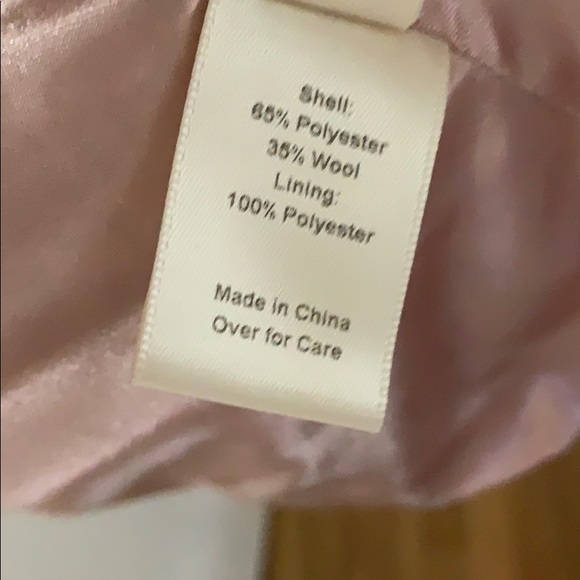 Shell:
65% Polyester
35% Wool
Lining:
100% Polyester
Made in China
Over for Care